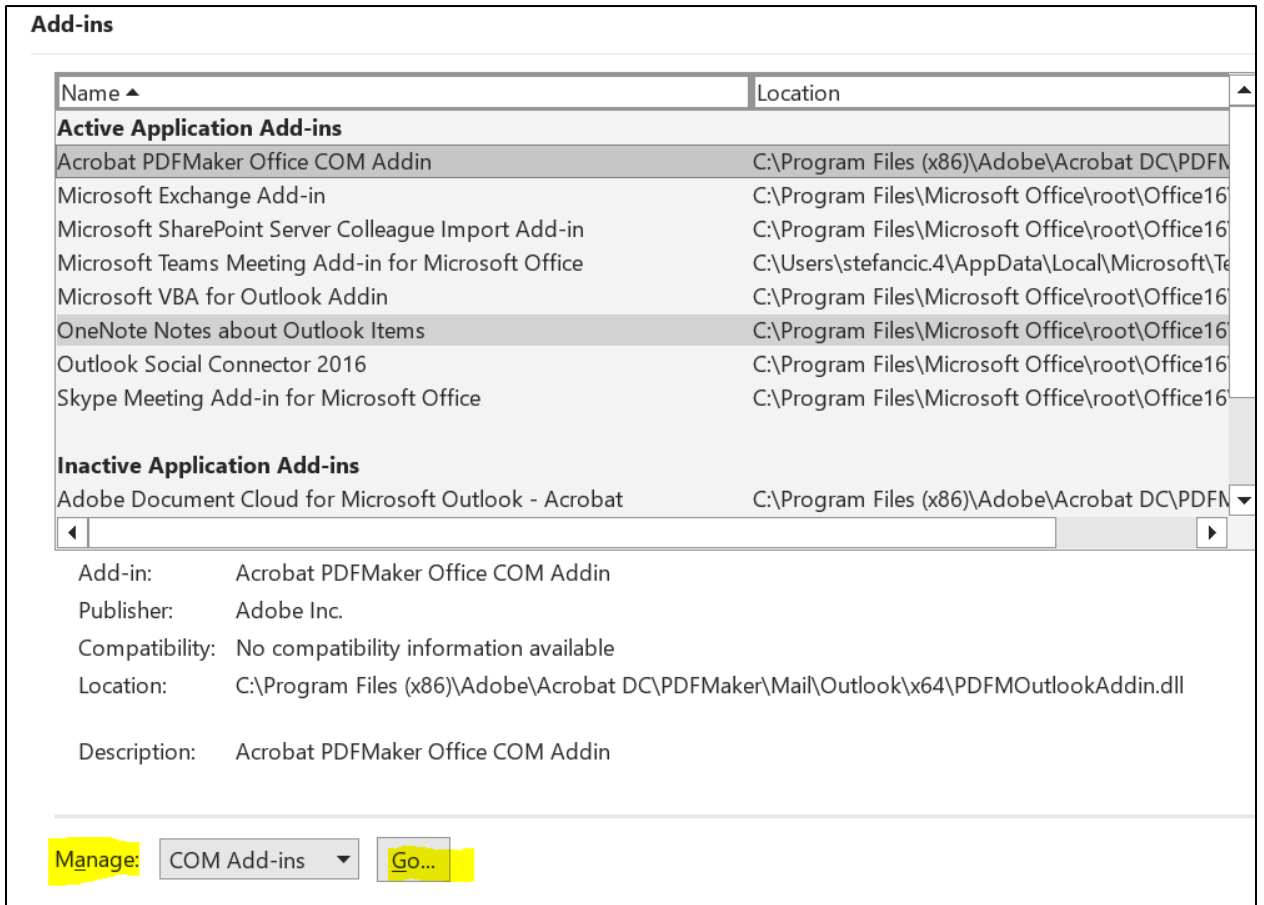 Add-ins
Name Location
Active Application Add-ins
Acrobat PDFMaker Office COM Addin C:\Program Files (x86)\Adobe\Acrobat DC\PDFM
Microsoft Exchange Add-in C:\Program Files\Microsoft Office\root\Office16\
Microsoft SharePoint Server Colleague Import Add-in C:\Program Files\Microsoft Office\root\Office16\
Microsoft Teams Meeting Add-in for Microsoft Office C:\Users\stefancic.4\AppData\Local\Microsoft\Te
Microsoft VBA for Outlook Addin C:\Program Files\Microsoft Office\root\Office16\
OneNote Notes about Outlook Items C:\Program Files\Microsoft Office\root\Office16\
Outlook Social Connector 2016 C:\Program Files\Microsoft Office\root\Office16\
Skype Meeting Add-in for Microsoft Office C:\Program Files\Microsoft Office\root\Office16\
Inactive Application Add-ins
Adobe Document Cloud for Microsoft Outlook - Acrobat C:\Program Files (x86)\Adobe\Acrobat DC\PDFM
Add-in: Acrobat PDFMaker Office COM Addin
Publisher: Adobe Inc.
Compatibility: No compatibility information available
Location: C:\Program Files (x86)\Adobe\Acrobat DC\PDFMaker\Mail\Outlook\x64\PDFMOutlookAddin.dll
Description: Acrobat PDFMaker Office COM Addin
Manage: COM Add-ins Go...